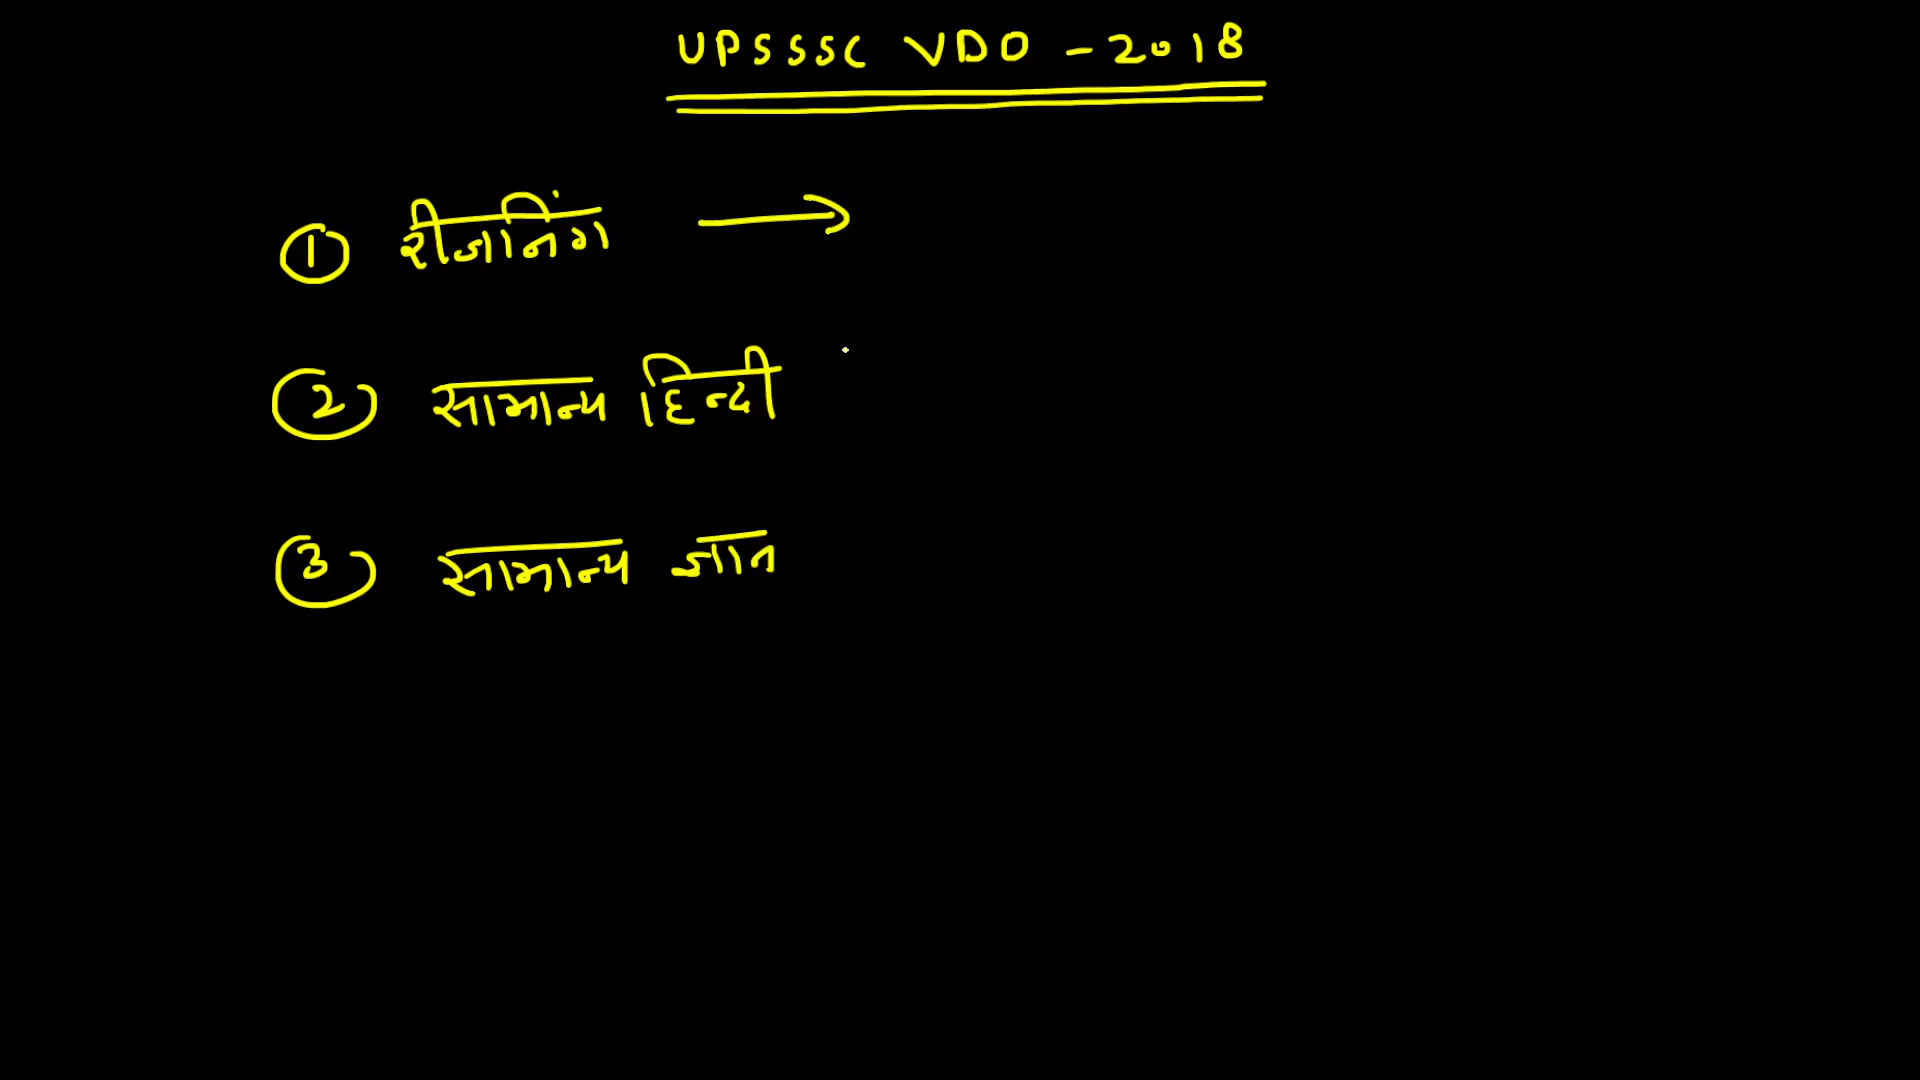 UPSSSC VDO - 2018
① रीजनिंग →
② सामान्य हिन्दी
③ सामान्य ज्ञान